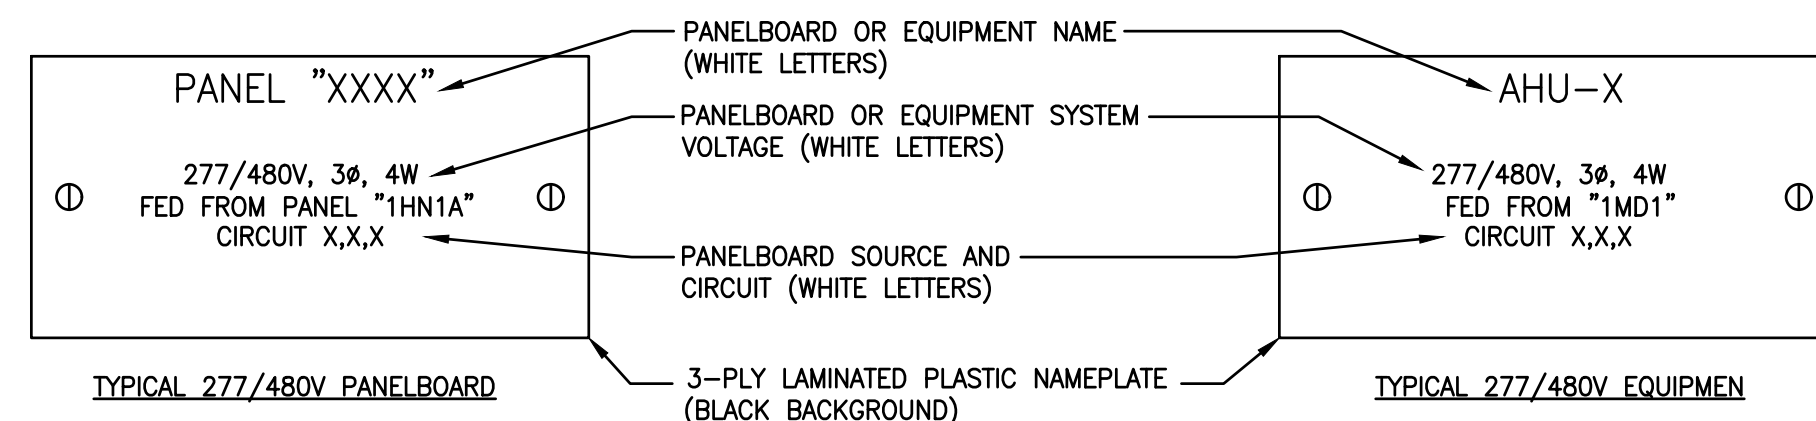 PANELBOARD OR EQUIPMENT NAME
(WHITE LETTERS)
PANEL "XXXX"
AHU-X
PANELBOARD OR EQUIPMENT SYSTEM
VOLTAGE (WHITE LETTERS)
277/480V, 3ø, 4W
FED FROM PANEL "1HN1A"
CIRCUIT X,X,X
277/480V, 3ø, 4W
FED FROM "1MD1"
CIRCUIT X,X,X
PANELBOARD SOURCE AND
CIRCUIT (WHITE LETTERS)
3-PLY LAMINATED PLASTIC NAMEPLATE
(BLACK BACKGROUND)
TYPICAL 277/480V PANELBOARD
TYPICAL 277/480V EQUIPMEN